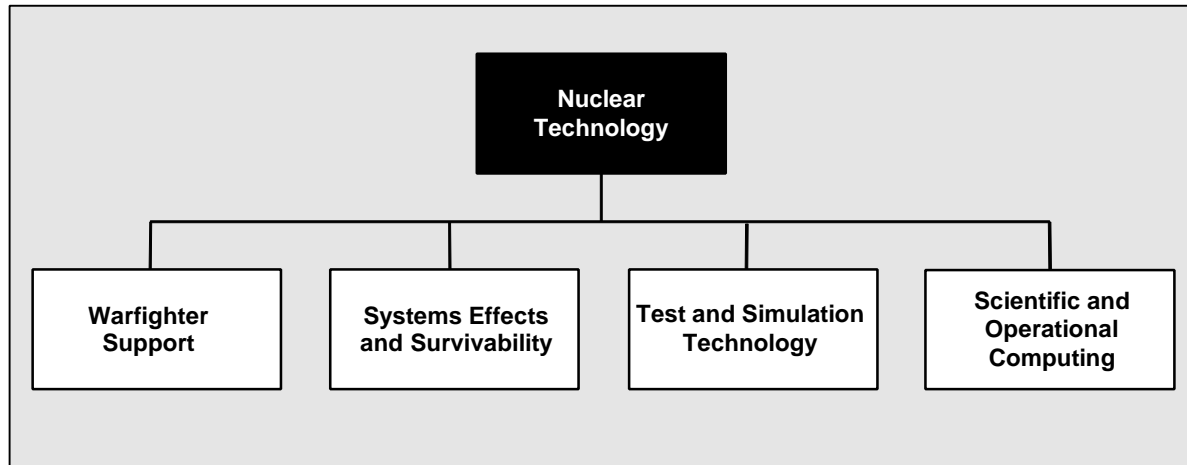 Nuclear
Technology
Warfighter
Support
Systems Effects
and Survivability
Test and Simulation
Technology
Scientific and
Operational
Computing